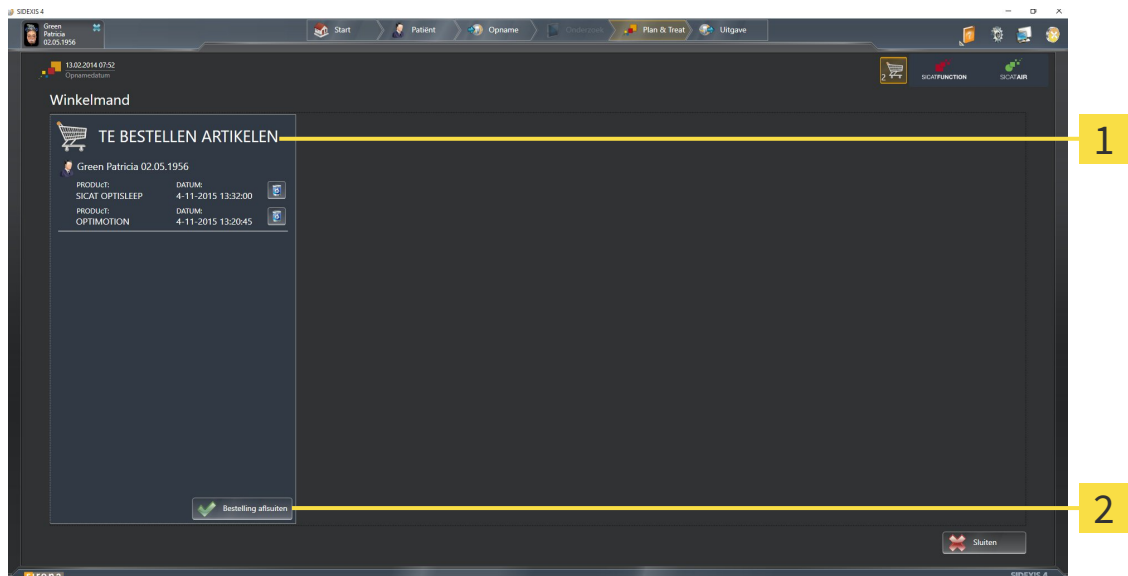 SIDEXIS 4
Green
Patricia
02.05.1956
Start
Patiënt
Opname
Onderzoek
Plan & Treat
Uitgave
13.02.2014 07:52
Opnamedatum
2
SICATFUNCTION
SICATAIR
Winkelmand
TE BESTELLEN ARTIKELEN
1
Green Patricia 02.05.1956
PRODUcT: DATUM:
SICAT OPTISLEEP 4-11-2015 13:32:00
PRODUcT: DATUM:
OPTIMOTION 4-11-2015 13:20:45
Bestelling aflsuiten
2
Sluiten
SIDEXIS 4